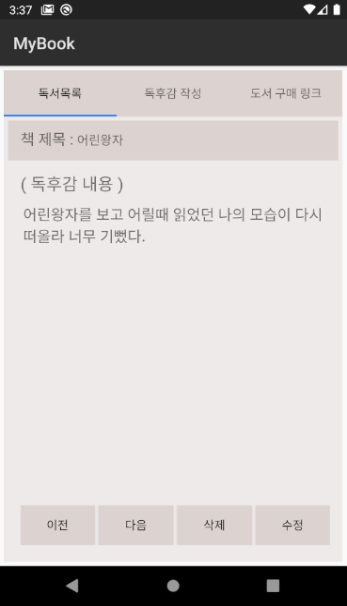 3:37
MyBook
독서목록 독후감 작성 도서 구매 링크
책 제목 : 어린왕자
( 독후감 내용 )
어린왕자를 보고 어릴때 읽었던 나의 모습이 다시
떠올라 너무 기뻤다.
이전 다음 삭제 수정